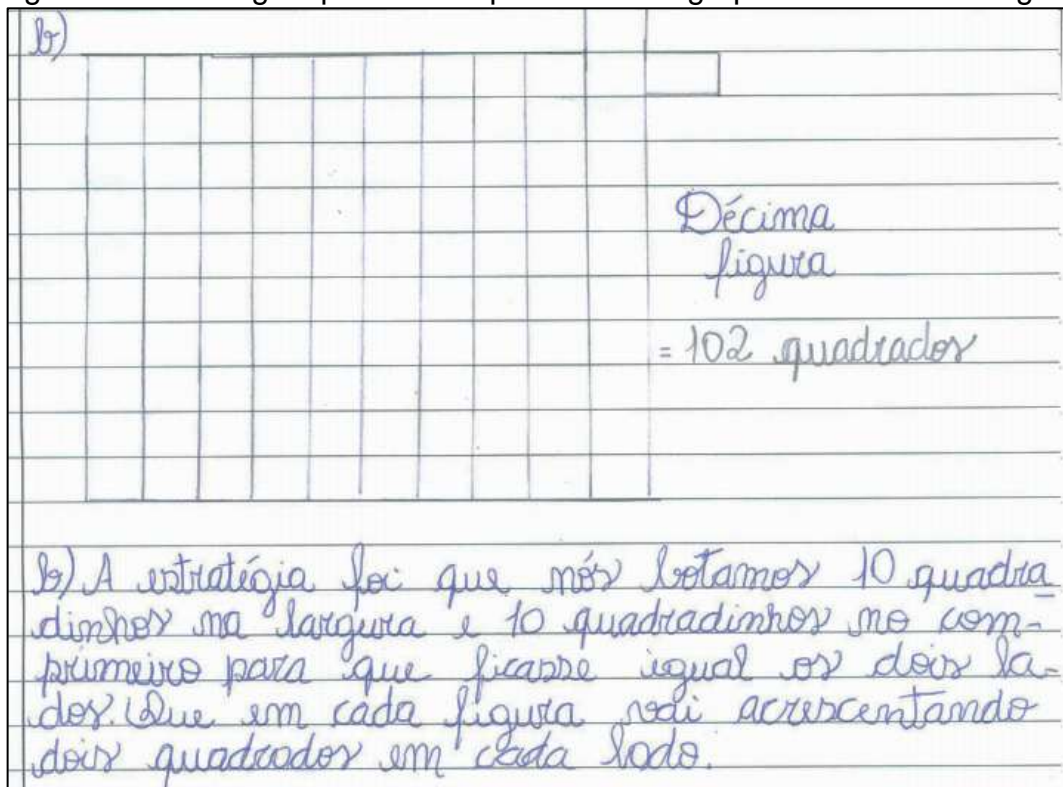 b)
Décima
figura
= 102 quadrados
b) A estratégia foi que nós botamos 10 quadra
dinhos na largura e 10 quadradinhos no com-
primeiro para que ficasse igual os dois la-
dos. Que em cada figura vai acrescentando
dois quadrados em cada lado.